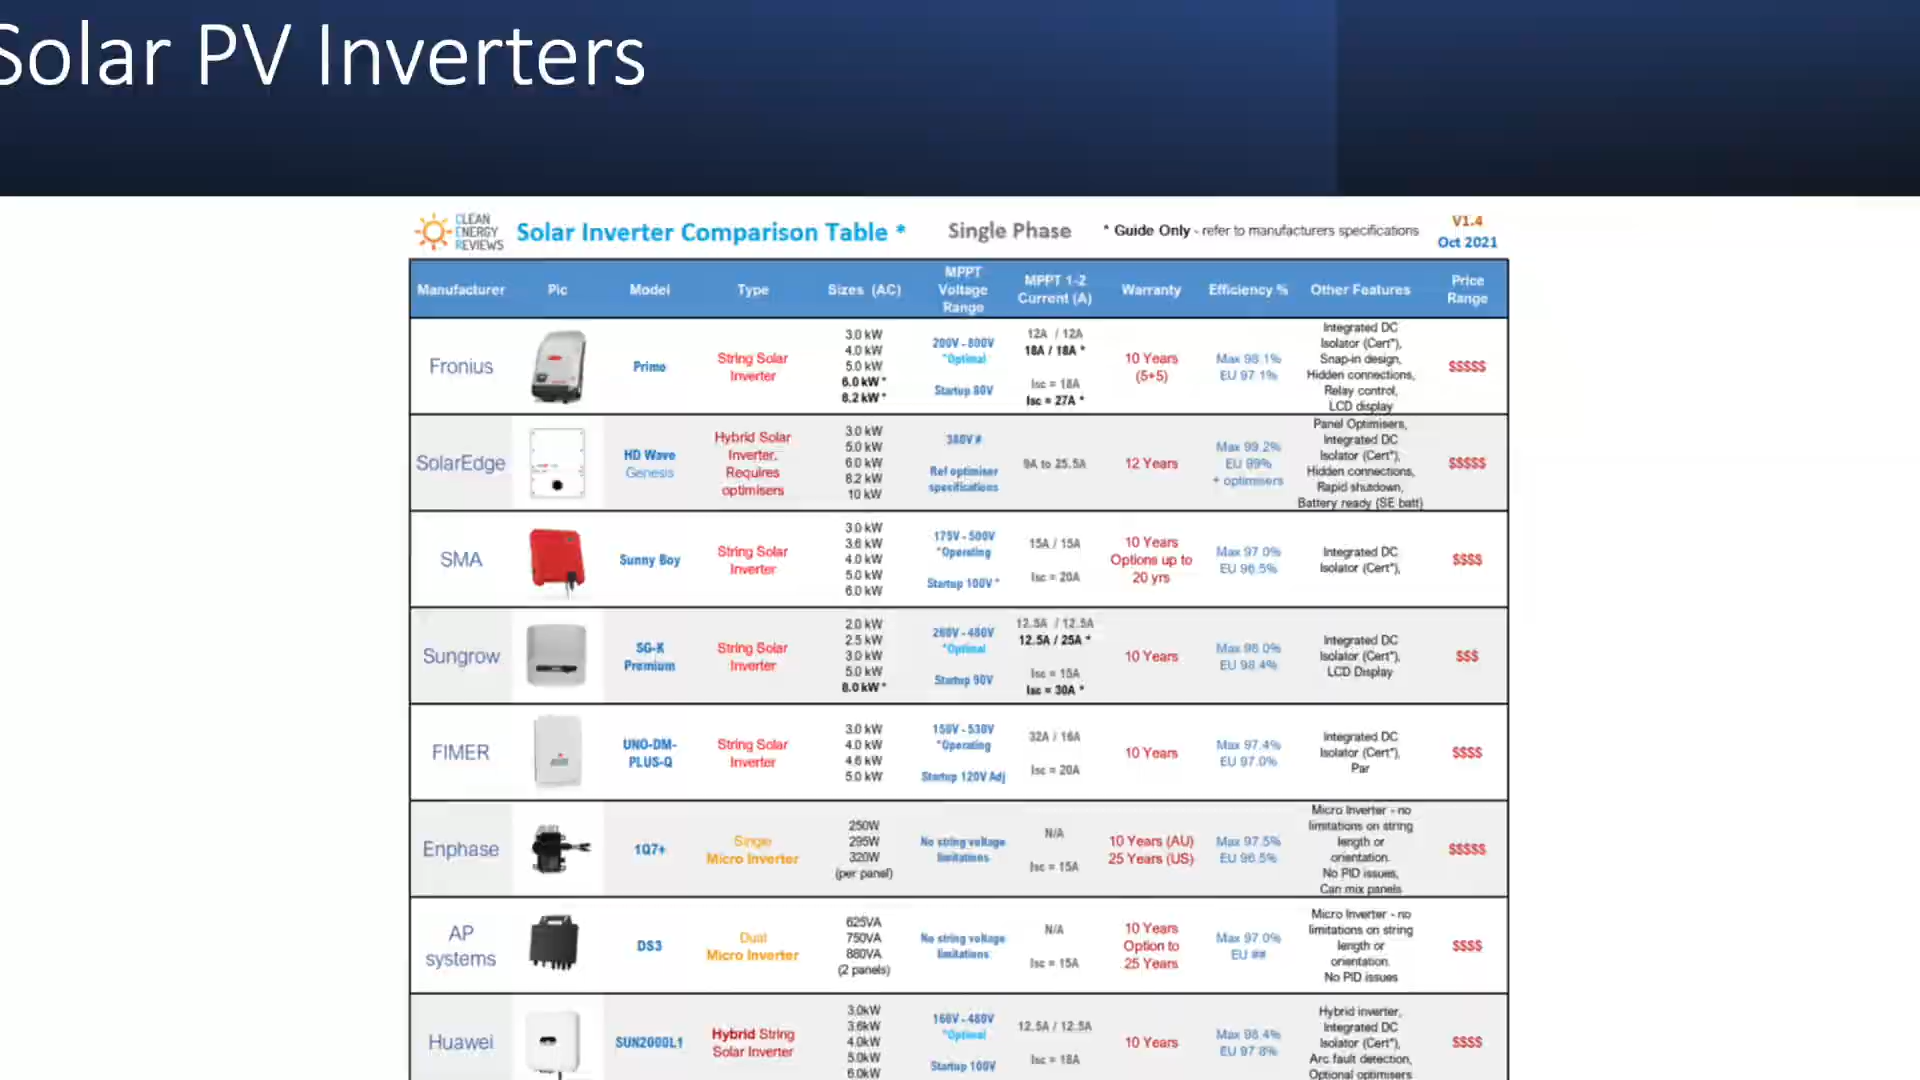 Solar PV Inverters
CLEAN ENERGY REVIEWS
Solar Inverter Comparison Table *
Single Phase
* Guide Only - refer to manufacturers specifications
V1.4
Oct 2021
Manufacturer Pic Model Type Sizes (AC) MPPT Voltage Range MPPT 1-2 Current (A) Warranty Efficiency % Other Features Price Range
Fronius
Primo
String Solar
Inverter
3.0 kW
4.0 kW
5.0 kW
6.0 kW *
8.2 kW *
200V - 800V
*Optimal
Startup 80V
12A / 12A
18A / 18A *
Isc = 18A
Isc = 27A *
10 Years
(5+5)
Max 98.1%
EU 97.1%
Integrated DC
Isolator (Cert*),
Snap-in design,
Hidden connections,
Relay control,
LCD display
$$$$$
SolarEdge
HD Wave
Genesis
Hybrid Solar
Inverter.
Requires
optimisers
3.0 kW
5.0 kW
6.0 kW
8.2 kW
10 kW
380V #
Ref optimiser
specifications
9A to 25.5A
12 Years
Max 99.2%
EU 99%
+ optimisers
Panel Optimisers,
Integrated DC
Isolator (Cert*),
Hidden connections,
Rapid shutdown,
Battery ready (SE batt)
$$$$$
SMA
Sunny Boy
String Solar
Inverter
3.0 kW
3.6 kW
4.0 kW
5.0 kW
6.0 kW
175V - 500V
*Operating
Startup 100V *
15A / 15A
Isc = 20A
10 Years
Options up to
20 yrs
Max 97.0%
EU 96.5%
Integrated DC
Isolator (Cert*),
$$$$
Sungrow
SG-K
Premium
String Solar
Inverter
2.0 kW
2.5 kW
3.0 kW
5.0 kW
8.0 kW *
260V - 480V
*Optimal
Startup 90V
12.5A / 12.5A
12.5A / 25A *
Isc = 15A
Isc = 30A *
10 Years
Max 98.0%
EU 98.4%
Integrated DC
Isolator (Cert*),
LCD Display
$$$
FIMER
UNO-DM-
PLUS-Q
String Solar
Inverter
3.0 kW
4.0 kW
4.6 kW
5.0 kW
150V - 530V
*Operating
Startup 120V Adj
32A / 16A
Isc = 20A
10 Years
Max 97.4%
EU 97.0%
Integrated DC
Isolator (Cert*),
Par
$$$$
Enphase
1Q7+
Single
Micro Inverter
250W
295W
320W
(per panel)
No string voltage
limitations
N/A
Isc = 15A
10 Years (AU)
25 Years (US)
Max 97.5%
EU 96.5%
Micro Inverter - no
limitations on string
length or
orientation.
No PID issues,
Can mix panels
$$$$$
AP
systems
DS3
Dual
Micro Inverter
625VA
750VA
880VA
(2 panels)
No string voltage
limitations
N/A
Isc = 15A
10 Years
Option to
25 Years
Max 97.0%
EU ##
Micro Inverter - no
limitations on string
length or
orientation.
No PID issues
$$$$
Huawei
SUN2000L1
Hybrid String
Solar Inverter
3.0kW
3.6kW
4.0kW
5.0kW
6.0kW
160V - 480V
*Optimal
Startup 100V
12.5A / 12.5A
Isc = 18A
10 Years
Max 98.4%
EU 97.8%
Hybrid inverter,
Integrated DC
Isolator (Cert*),
Arc fault detection,
Optional optimisers
$$$$